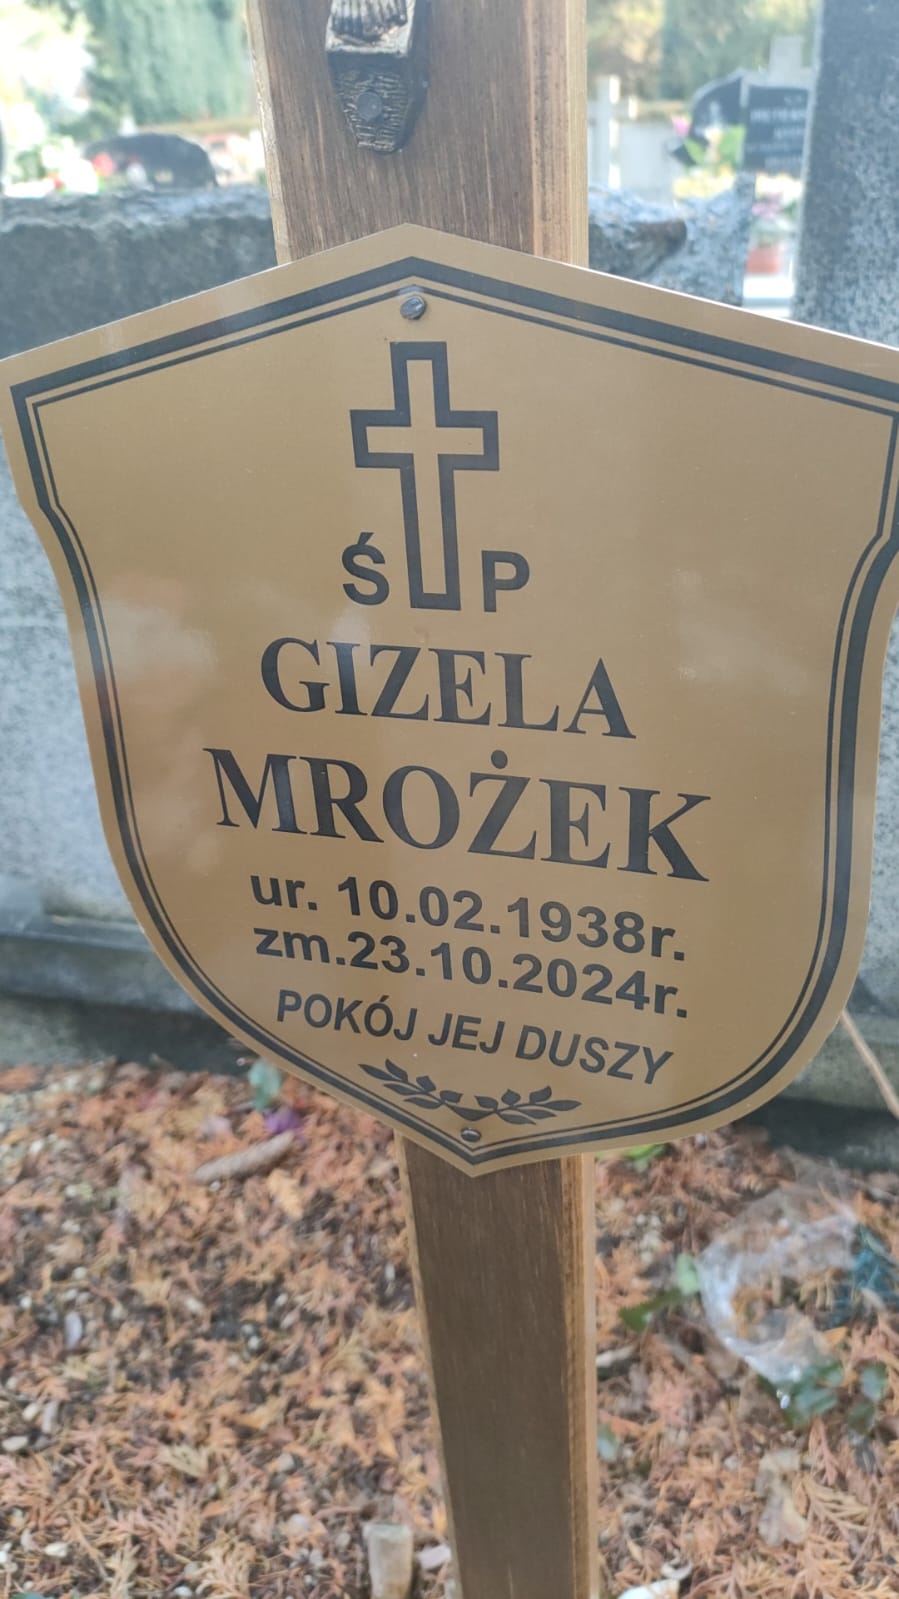 Ś P
GIZELA
MROŻEK
ur. 10.02.1938r.
zm.23.10.2024r.
POKÓJ JEJ DUSZY